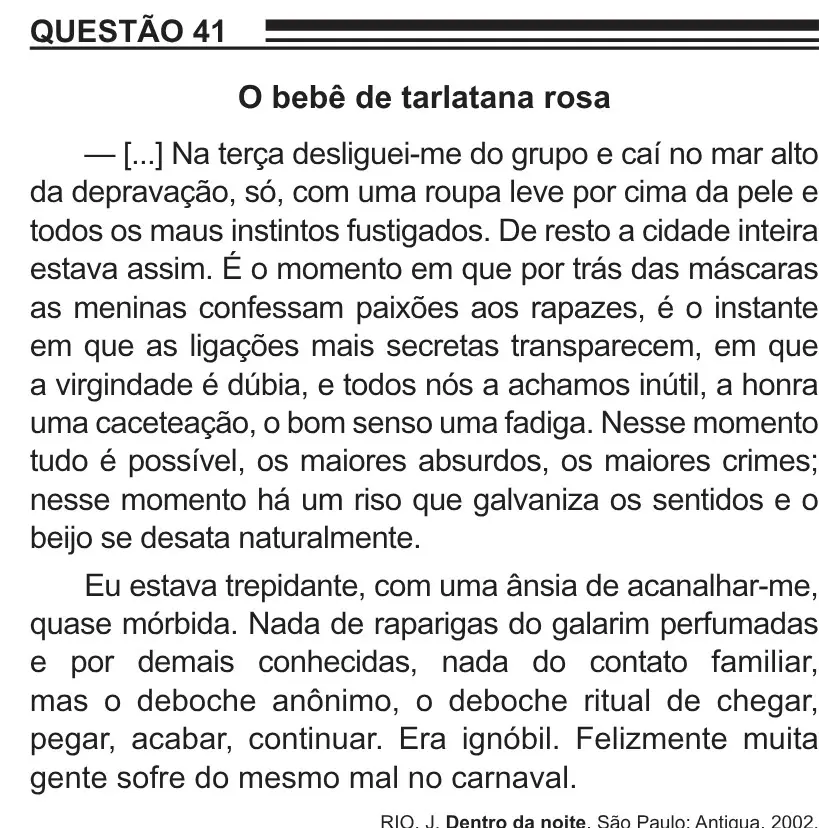 QUESTÃO 41
O bebê de tarlatana rosa
— [...] Na terça desliguei-me do grupo e caí no mar alto
da depravação, só, com uma roupa leve por cima da pele e
todos os maus instintos fustigados. De resto a cidade inteira
estava assim. É o momento em que por trás das máscaras
as meninas confessam paixões aos rapazes, é o instante
em que as ligações mais secretas transparecem, em que
a virgindade é dúbia, e todos nós a achamos inútil, a honra
uma caceteação, o bom senso uma fadiga. Nesse momento
tudo é possível, os maiores absurdos, os maiores crimes;
nesse momento há um riso que galvaniza os sentidos e o
beijo se desata naturalmente.
Eu estava trepidante, com uma ânsia de acanalhar-me,
quase mórbida. Nada de raparigas do galarim perfumadas
e por demais conhecidas, nada do contato familiar,
mas o deboche anônimo, o deboche ritual de chegar,
pegar, acabar, continuar. Era ignóbil. Felizmente muita
gente sofre do mesmo mal no carnaval.
RIO, J. Dentro da noite. São Paulo: Antiqua, 2002.